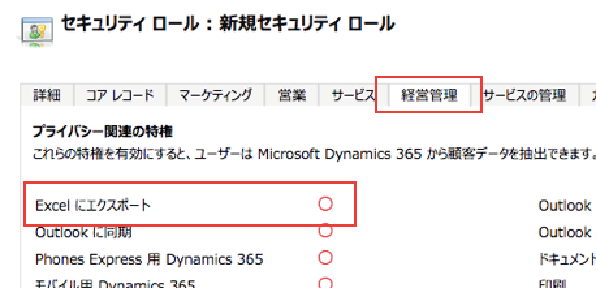 セキュリティ ロール : 新規セキュリティ ロール
詳細 コア レコード マーケティング 営業 サービス 経営管理 サービスの管理
プライバシー関連の特権
これらの特権を有効にすると、ユーザーは Microsoft Dynamics 365 から顧客データを抽出できます。
Excel にエクスポート Outlook
Outlook に同期 Outlook
Phones Express 用 Dynamics 365 ドキュメント
モバイル用 Dynamics 365 印刷